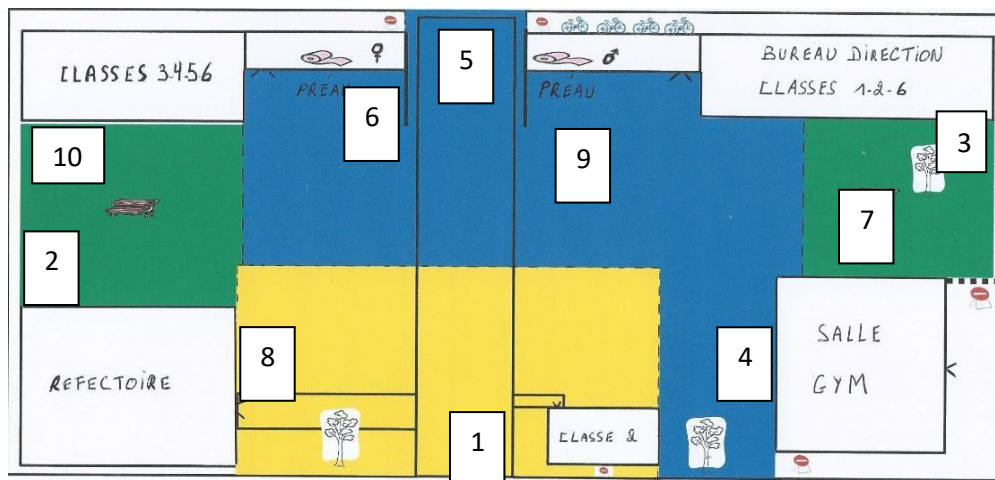 5
CLASSES 3.4.5.6
♀
♂
BUREAU DIRECTION
CLASSES 1-2-6
PRÉAU
PRÉAU
6
9
3
10
7
2
8
4
SALLE
GYM
REFECTOIRE
1
CLASSE 2